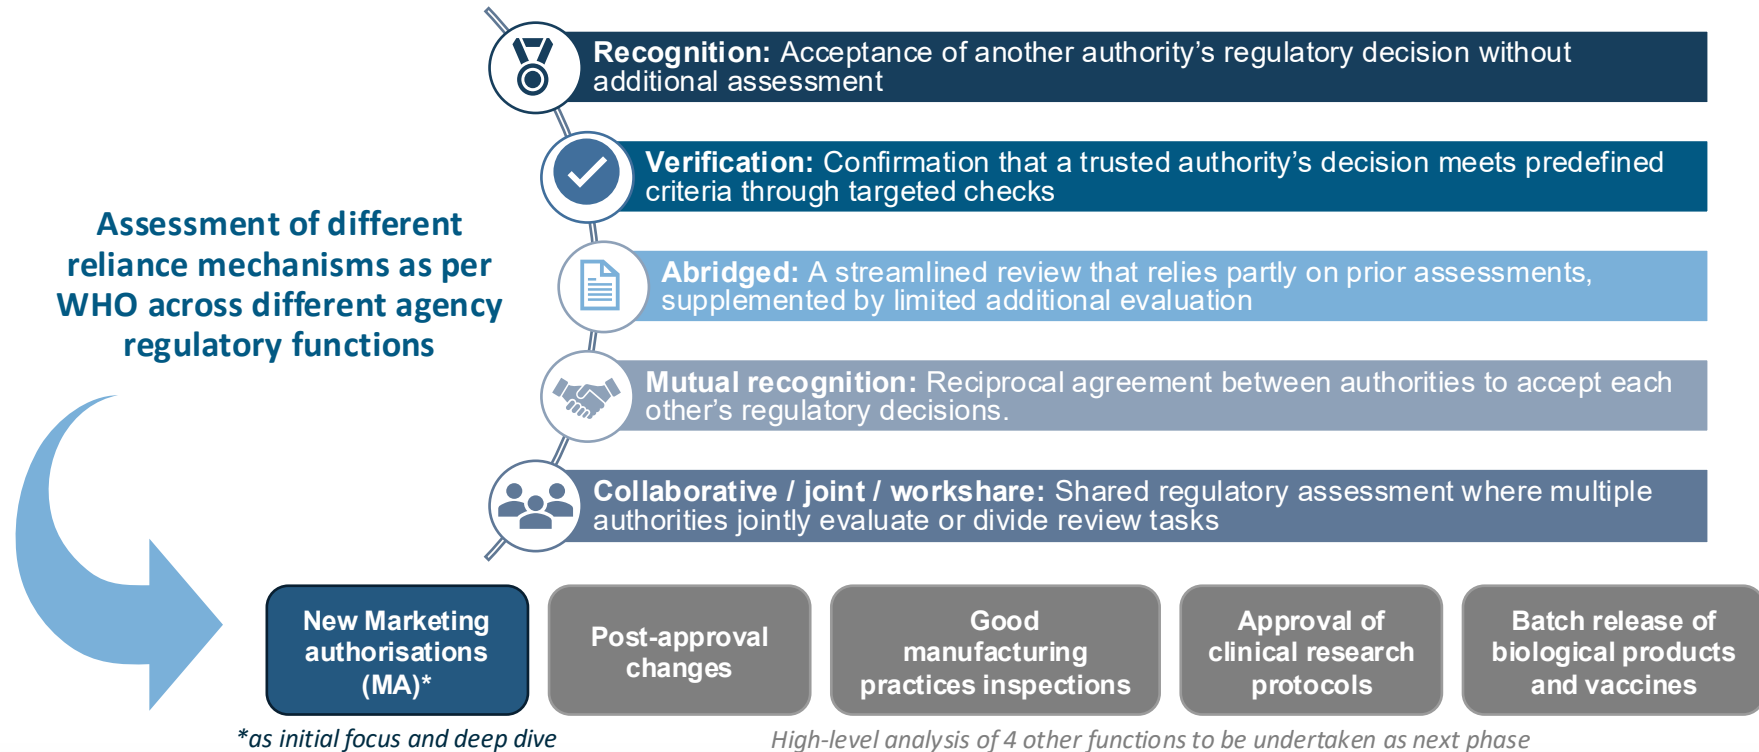 Recognition: Acceptance of another authority's regulatory decision without
additional assessment
Verification: Confirmation that a trusted authority's decision meets predefined
criteria through targeted checks
Assessment of different
reliance mechanisms as per
WHO across different agency
regulatory functions
Abridged: A streamlined review that relies partly on prior assessments,
supplemented by limited additional evaluation
Mutual recognition: Reciprocal agreement between authorities to accept each
other's regulatory decisions.
Collaborative / joint / workshare: Shared regulatory assessment where multiple
authorities jointly evaluate or divide review tasks
New Marketing
authorisations
(MA)*
Post-approval
changes
Good
manufacturing
practices inspections
Approval of
clinical research
protocols
Batch release of
biological products
and vaccines
*as initial focus and deep dive
High-level analysis of 4 other functions to be undertaken as next phase